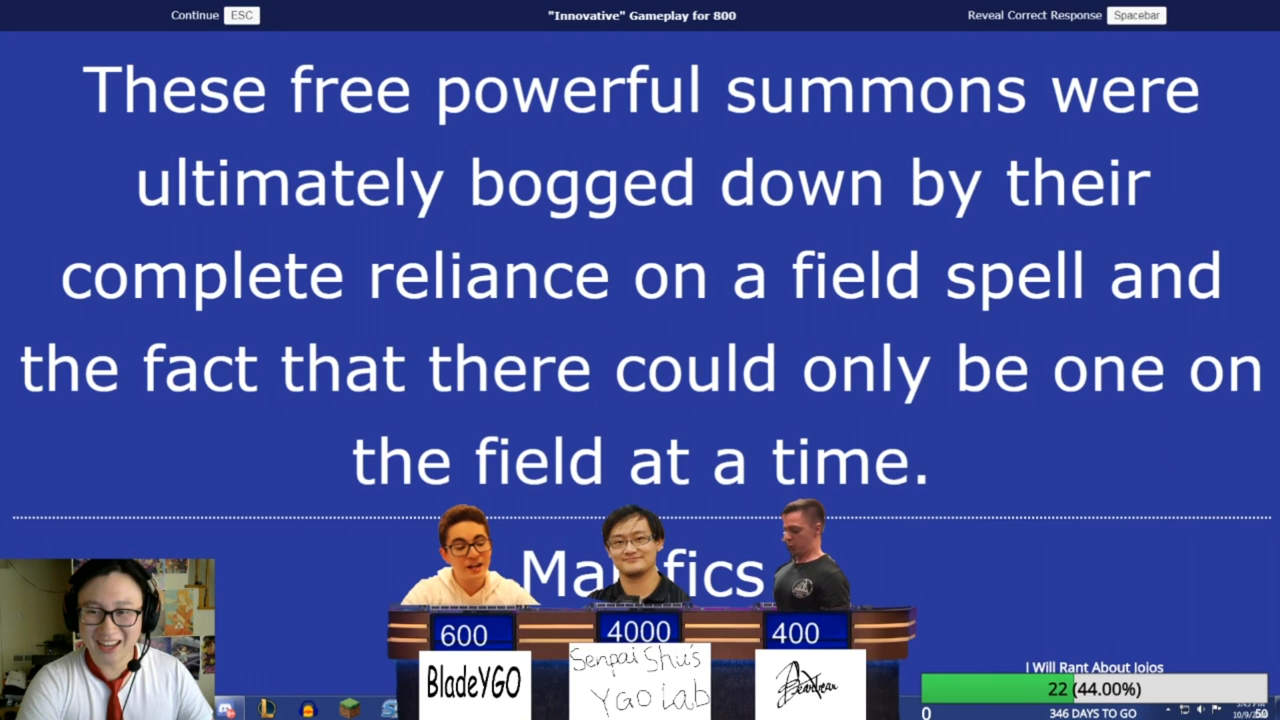 Continue ESC
"Innovative" Gameplay for 800
Reveal Correct Response Spacebar
These free powerful summons were
ultimately bogged down by their
complete reliance on a field spell and
the fact that there could only be one on
the field at a time.
600
4000
400
BladeYGO
Senpai Shu's
YGO Lab
I Will Rant About Jojos
22 (44.00%)
0
346 DAYS TO GO
50